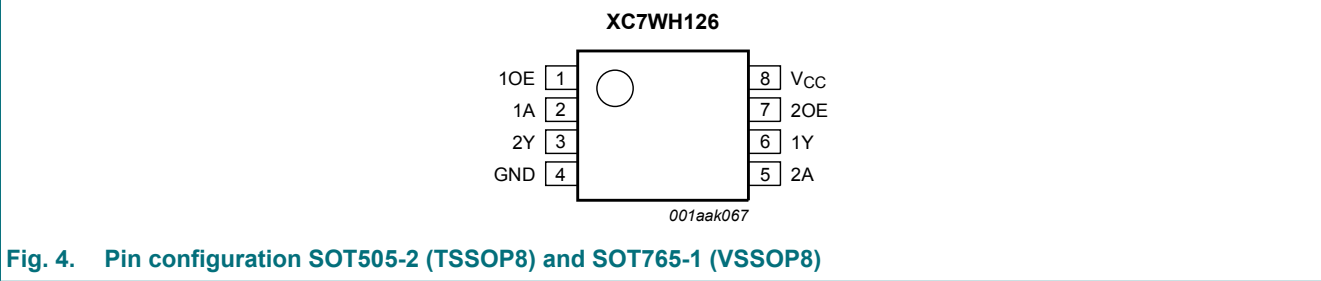 XC7WH126
1OE 1 8 VCC
1A 2 7 2OE
2Y 3 6 1Y
GND 4 5 2A
001aak067
Fig. 4. Pin configuration SOT505-2 (TSSOP8) and SOT765-1 (VSSOP8)